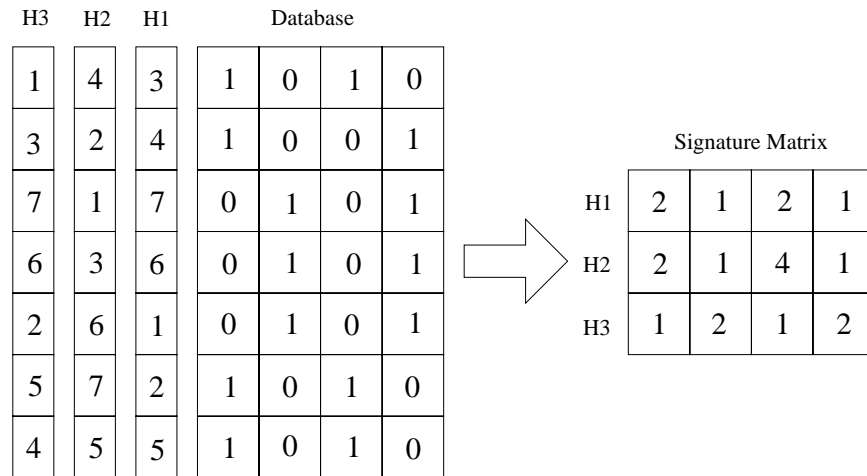 H3 H2 H1 Database
1 4 3 1 0 1 0
3 2 4 1 0 0 1
7 1 7 0 1 0 1
6 3 6 0 1 0 1
2 6 1 0 1 0 1
5 7 2 1 0 1 0
4 5 5 1 0 1 0
Signature Matrix
H1 2 1 2 1
H2 2 1 4 1
H3 1 2 1 2